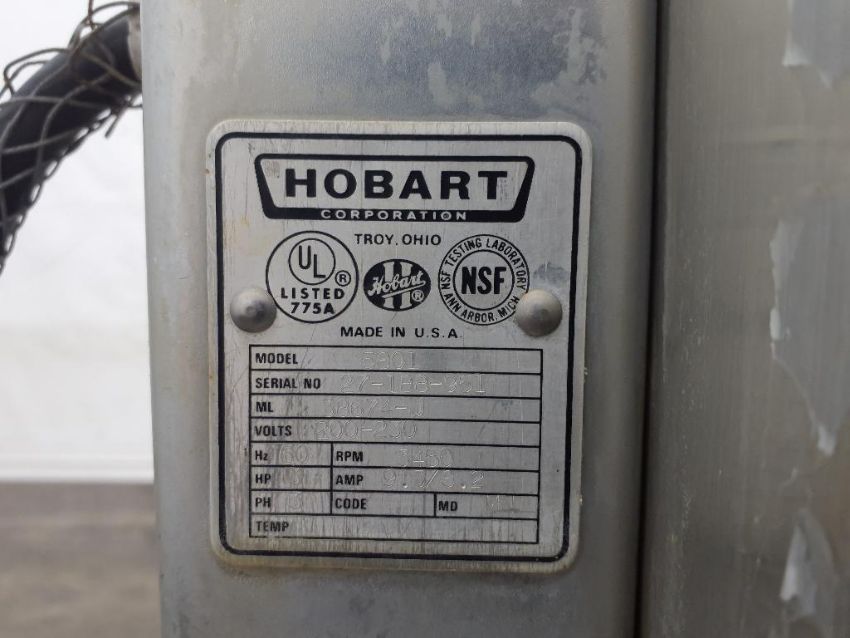 HOBART
CORPORATION
TROY, OHIO
UL ®
LISTED
775A
Hobart ®
NSF TESTING LABORATORY
NSF
ANN ARBOR, MICH
MADE IN U.S.A.
MODEL
SERIAL NO
ML
VOLTS
Hz 60 RPM
HP AMP
PH CODE MD
TEMP